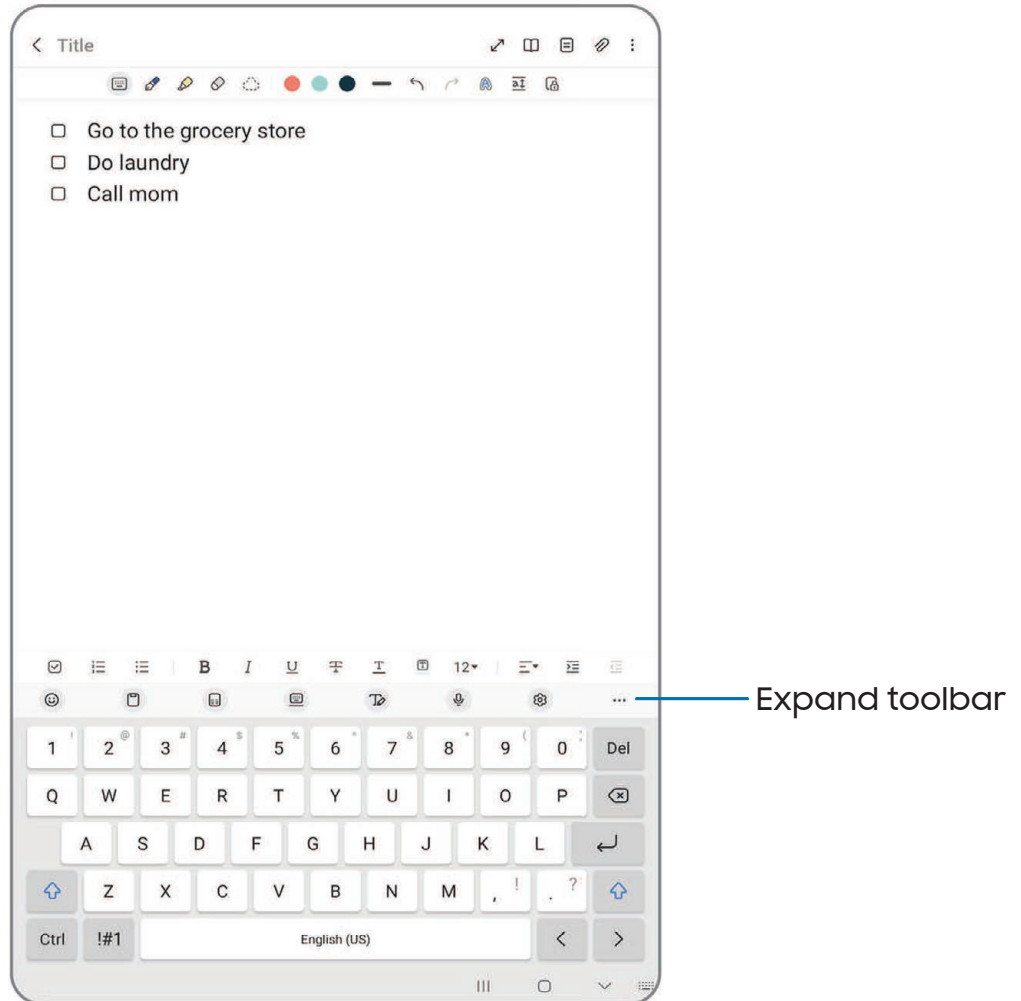 Title
Go to the grocery store
Do laundry
Call mom
B I U T T T 12
Expand toolbar
1 ! 2 @ 3 # 4 $ 5 % 6 ^ 7 & 8 * 9 ( 0 ) Del
Q W E R T Y U I O P
A S D F G H J K L
Z X C V B N M , ! . ?
Ctrl !#1 English (US) < >